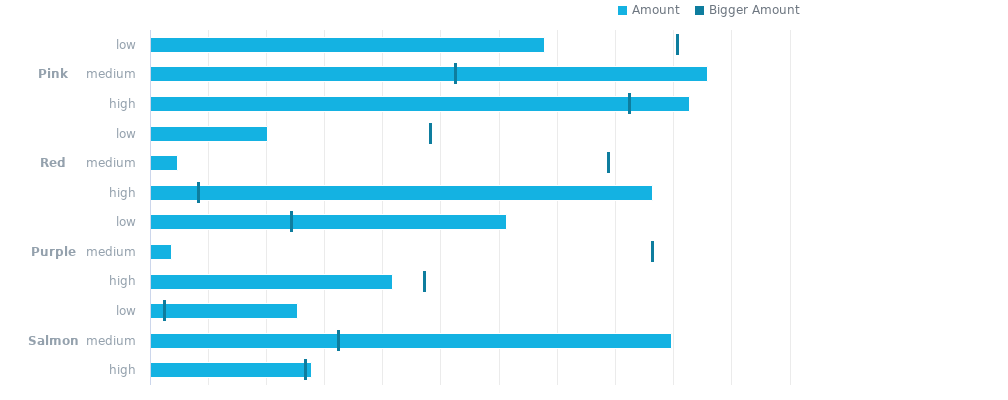 Amount Bigger Amount
low
Pink medium
high
low
Red medium
high
low
Purple medium
high
low
Salmon medium
high